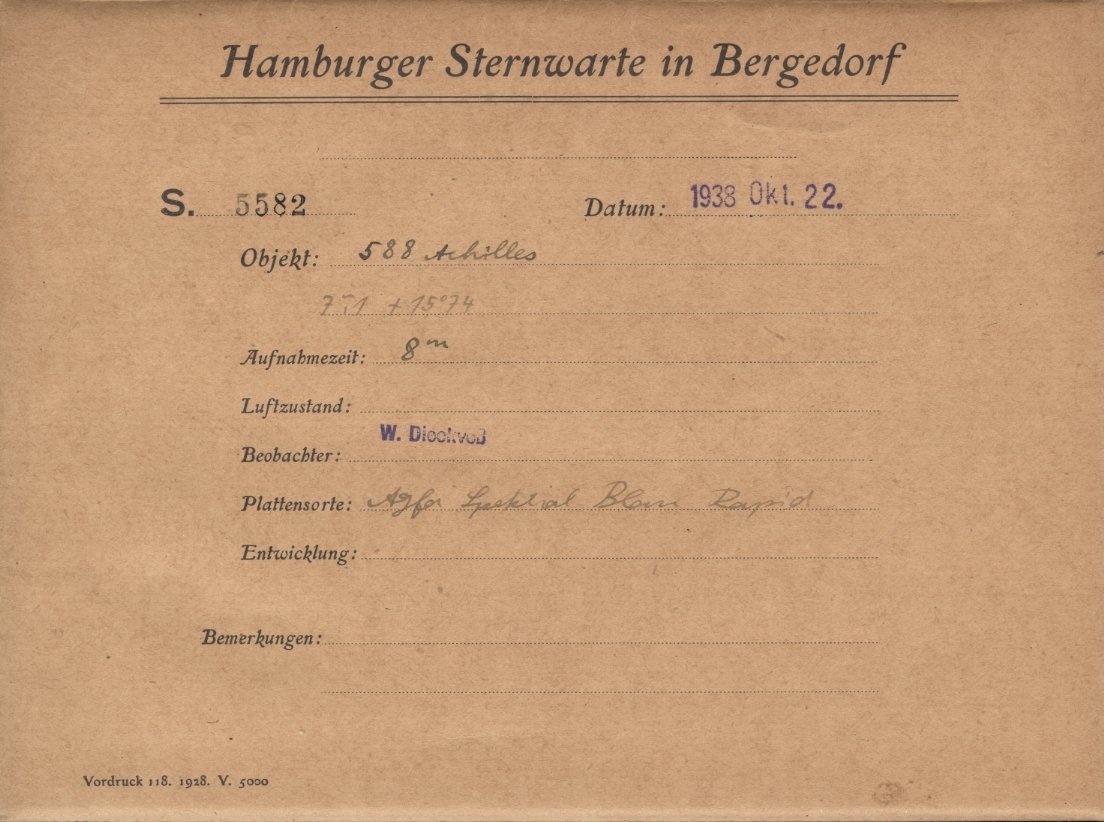 Hamburger Sternwarte in Bergedorf
S. 5582 Datum: 1938 Okt. 22.
Objekt: 588 Achilles
+ 15°74
Aufnahmezeit: 8ᵐ
Luftzustand:
Beobachter: W. Dieckvoß
Plattensorte: Agfa Spektral Blau Rapid
Entwicklung:
Bemerkungen:
Vordruck 118. 1928. V. 5000